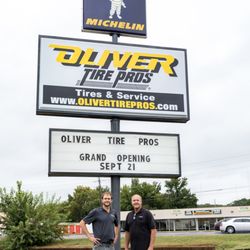 MICHELIN
OLIVER
TIRE PROS
Tires & Service
www.OLIVERTIREPROS.com
OLIVER TIRE PROS
GRAND OPENING
SEPT 21